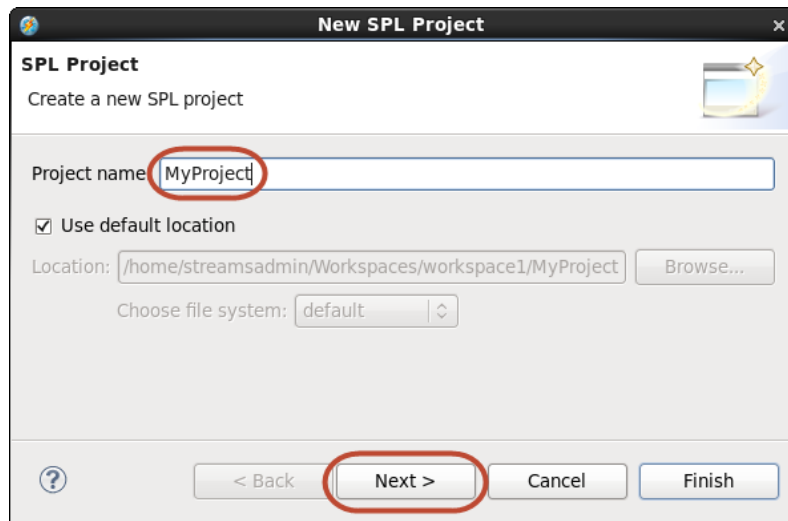 New SPL Project
SPL Project
Create a new SPL project
Project name: MyProject
Use default location
Location: /home/streamsadmin/Workspaces/workspace1/MyProject Browse...
Choose file system: default
? < Back Next > Cancel Finish